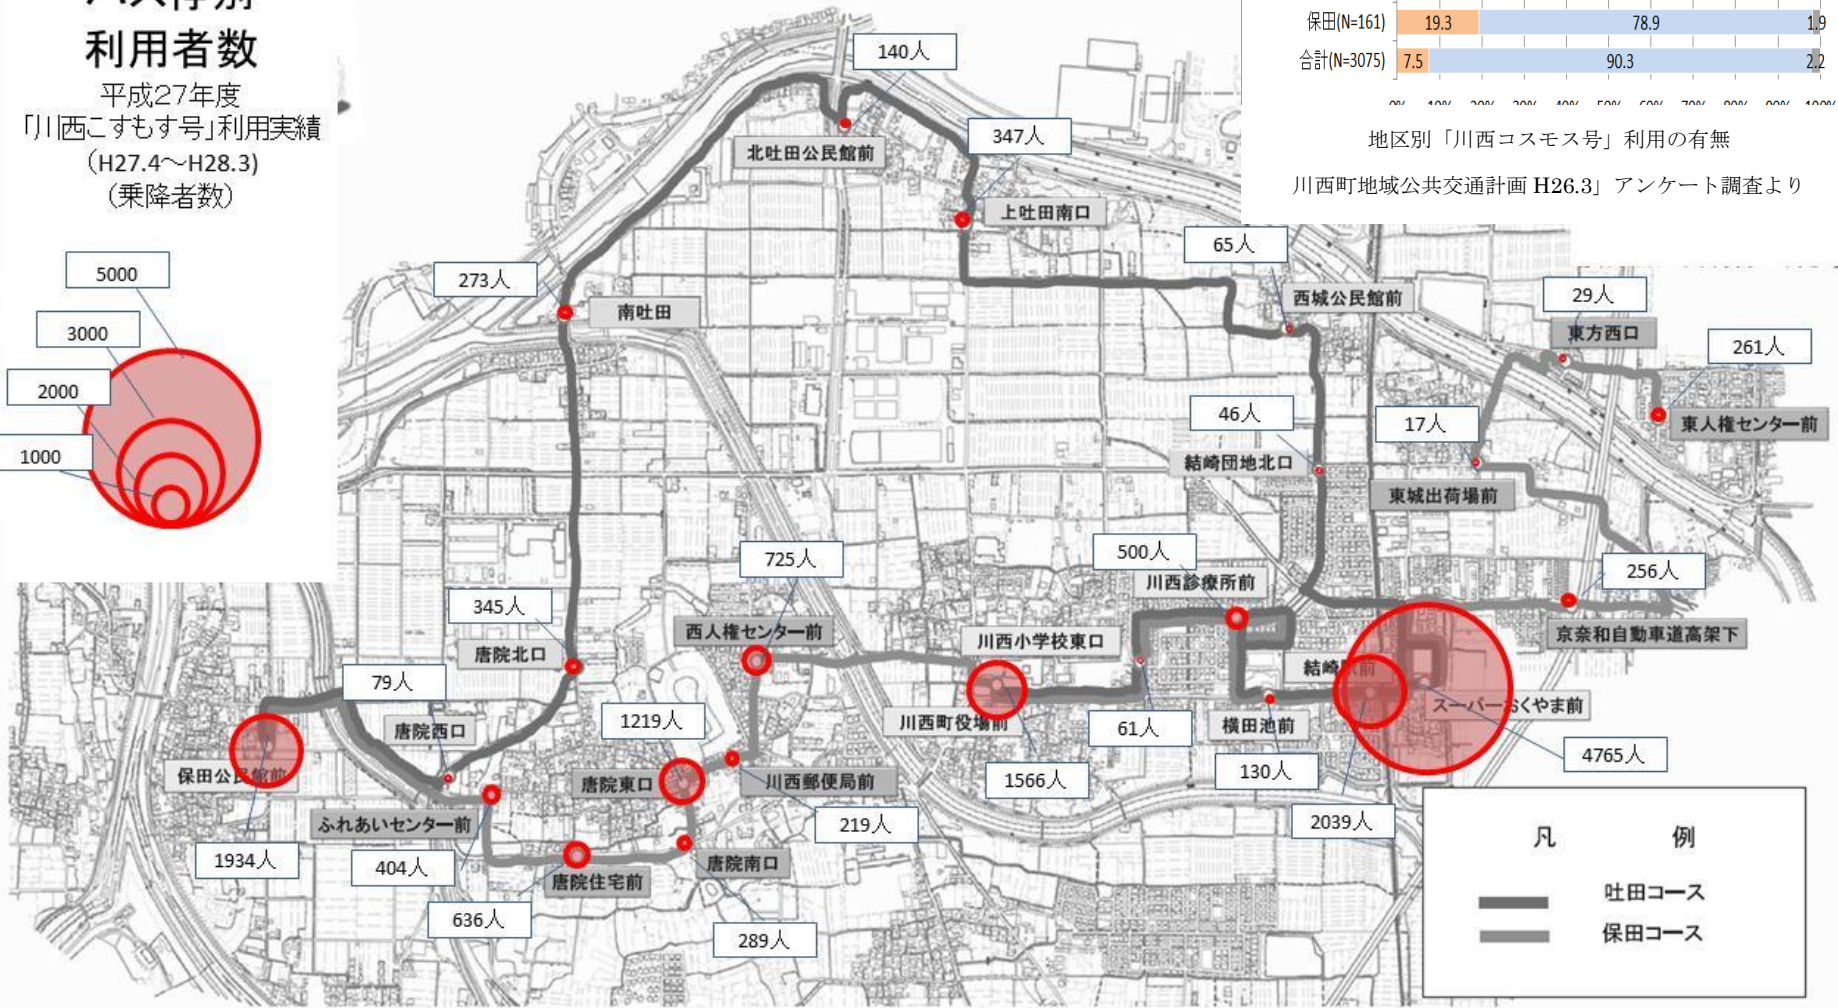 利用者数
平成27年度
「川西こすもす号」利用実績
(H27.4～H28.3)
(乗降者数)
5000
3000
2000
1000
保田(N=161)
19.3
78.9
1.9
合計(N=3075)
7.5
90.3
2.2
地区別「川西コスモス号」利用の有無
川西町地域公共交通計画 H26.3」アンケート調査より
140人
北吐田公民館前
347人
上吐田南口
273人
南吐田
65人
西城公民館前
29人
東方西口
261人
東人権センター前
46人
結崎団地北口
17人
東城出荷場前
256人
京奈和自動車道高架下
725人
西人権センター前
500人
川西診療所前
345人
唐院北口
川西小学校東口
79人
唐院西口
1219人
唐院東口
川西郵便局前
219人
川西町役場前
1566人
61人
横田池前
130人
結崎駅前
2039人
スーパーおくやま前
4765人
保田公民館前
1934人
ふれあいセンター前
404人
唐院住宅前
636人
唐院南口
289人
凡 例
吐田コース
保田コース